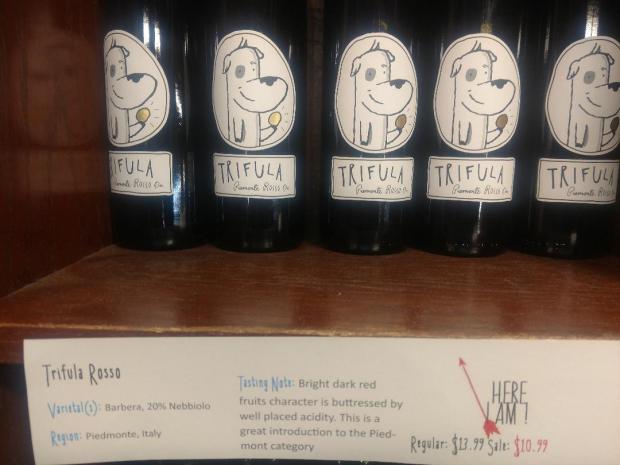 TRIFULA
Piemonte Rosso Doc
TRIFULA
Piemonte Rosso Doc
TRIFULA
Piemonte Rosso Doc
TRIFULA
Piemonte Rosso Doc
TRIFULA
Piemonte Rosso
Trifula Rosso
Varietal(s): Barbera, 20% Nebbiolo
Region: Piedmonte, Italy
Tasting Note: Bright dark red
fruits character is buttressed by
well placed acidity. This is a
great introduction to the Pied-
mont category
HERE
I AM !
Regular: $13.99 Sale: $10.99